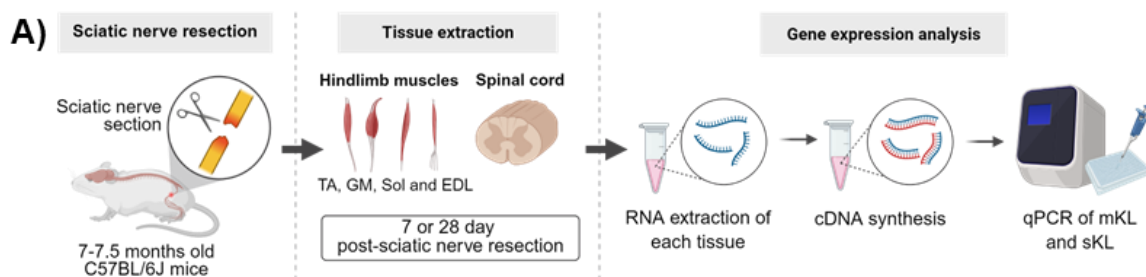 A)
Sciatic nerve resection
Sciatic nerve
section
7-7.5 months old
C57BL/6J mice
Tissue extraction
Hindlimb muscles
Spinal cord
TA, GM, Sol and EDL
7 or 28 day
post-sciatic nerve resection
Gene expression analysis
RNA extraction of
each tissue
cDNA synthesis
qPCR of mKL
and sKL